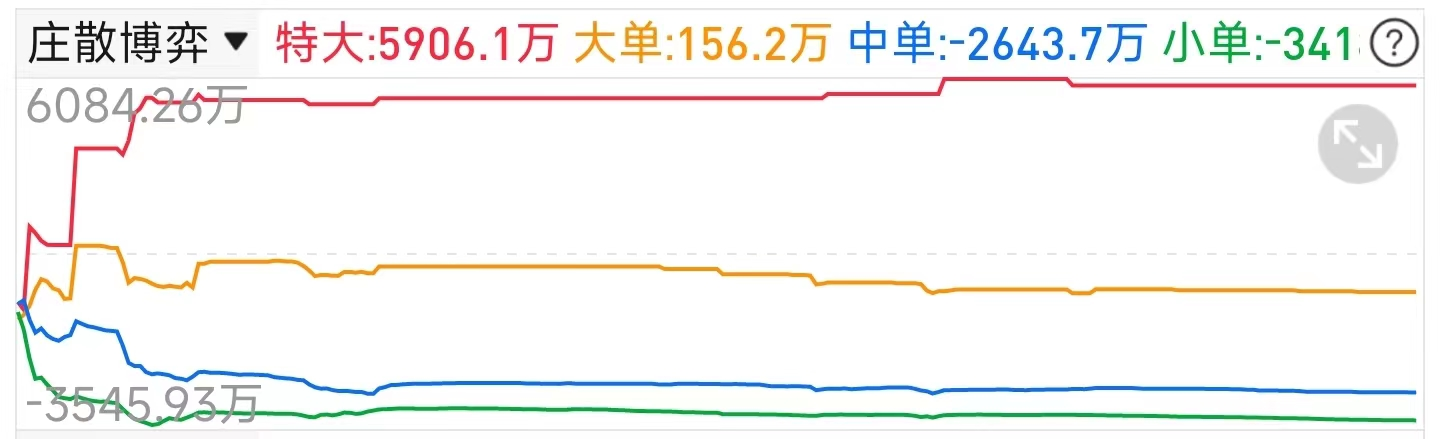 庄散博弈 ▼ 特大:5906.1万 大单:156.2万 中单:-2643.7万 小单:-341 ?
6084.26万
-3545.93万